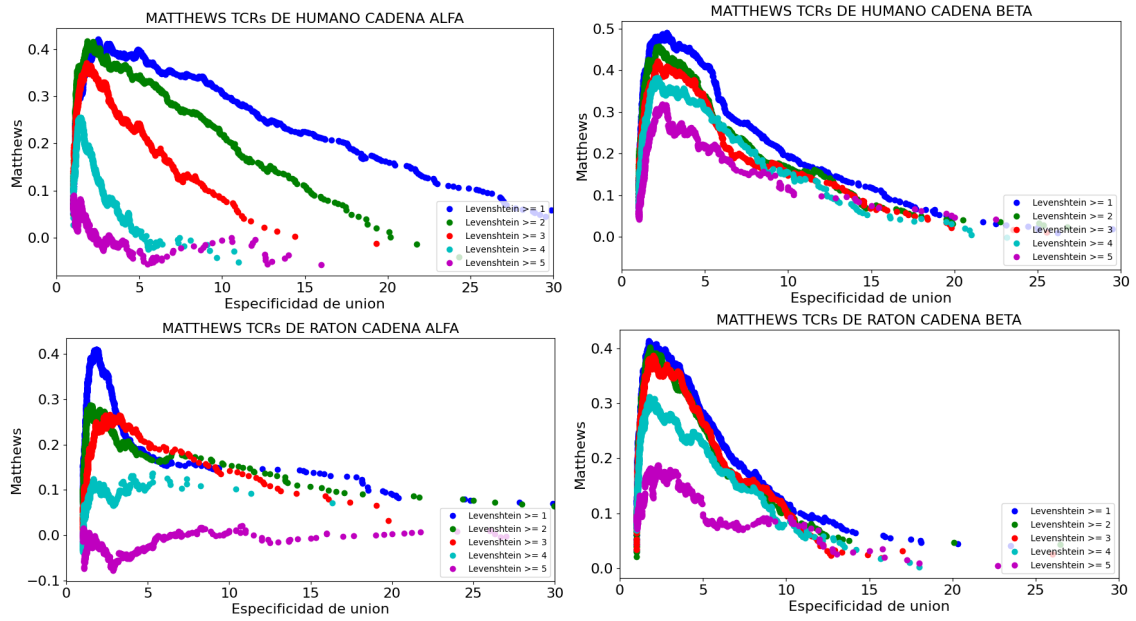 MATTHEWS TCRs DE HUMANO CADENA ALFA
Matthews
0.4
0.3
0.2
0.1
0.0
0 5 10 15 20 25 30
Especificidad de union
Levenshtein >= 1
Levenshtein >= 2
Levenshtein >= 3
Levenshtein >= 4
Levenshtein >= 5
MATTHEWS TCRs DE HUMANO CADENA BETA
Matthews
0.5
0.4
0.3
0.2
0.1
0.0
0 5 10 15 20 25 30
Especificidad de union
Levenshtein >= 1
Levenshtein >= 2
Levenshtein >= 3
Levenshtein >= 4
Levenshtein >= 5
MATTHEWS TCRs DE RATON CADENA ALFA
Matthews
0.4
0.3
0.2
0.1
0.0
−0.1
0 5 10 15 20 25 30
Especificidad de union
Levenshtein >= 1
Levenshtein >= 2
Levenshtein >= 3
Levenshtein >= 4
Levenshtein >= 5
MATTHEWS TCRs DE RATON CADENA BETA
Matthews
0.4
0.3
0.2
0.1
0.0
0 5 10 15 20 25 30
Especificidad de union
Levenshtein >= 1
Levenshtein >= 2
Levenshtein >= 3
Levenshtein >= 4
Levenshtein >= 5